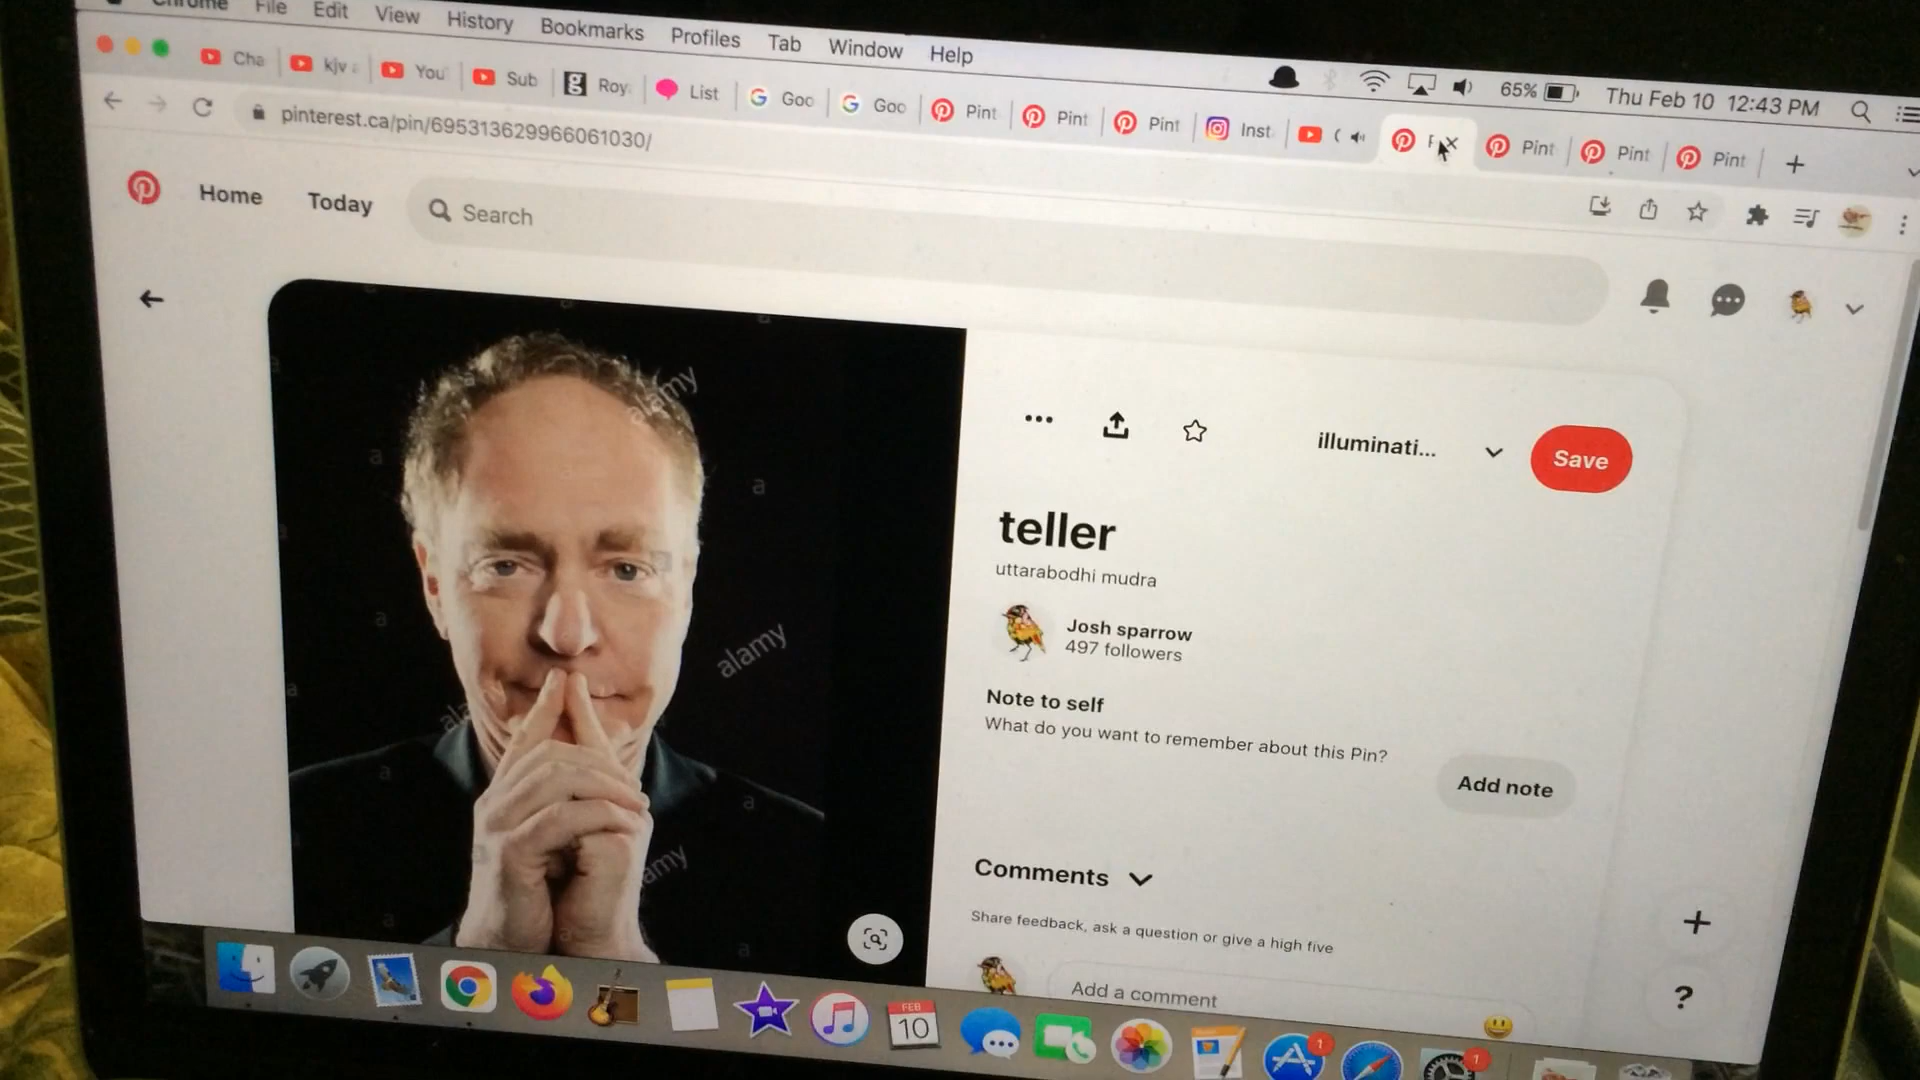 Chrome File Edit View History Bookmarks Profiles Tab Window Help
65% Thu Feb 10 12:43 PM
Cha kjv You Sub Roy List Goo Goo Pint Pint Pint Inst ( Pint Pint Pint
pinterest.ca/pin/695313629966061030/
Home Today Search
illuminati... Save
teller
uttarabodhi mudra
Josh sparrow
497 followers
Note to self
What do you want to remember about this Pin?
Add note
Comments
Share feedback, ask a question or give a high five
Add a comment
alamy
alamy
ala
amy
FEB
10
1
1
?